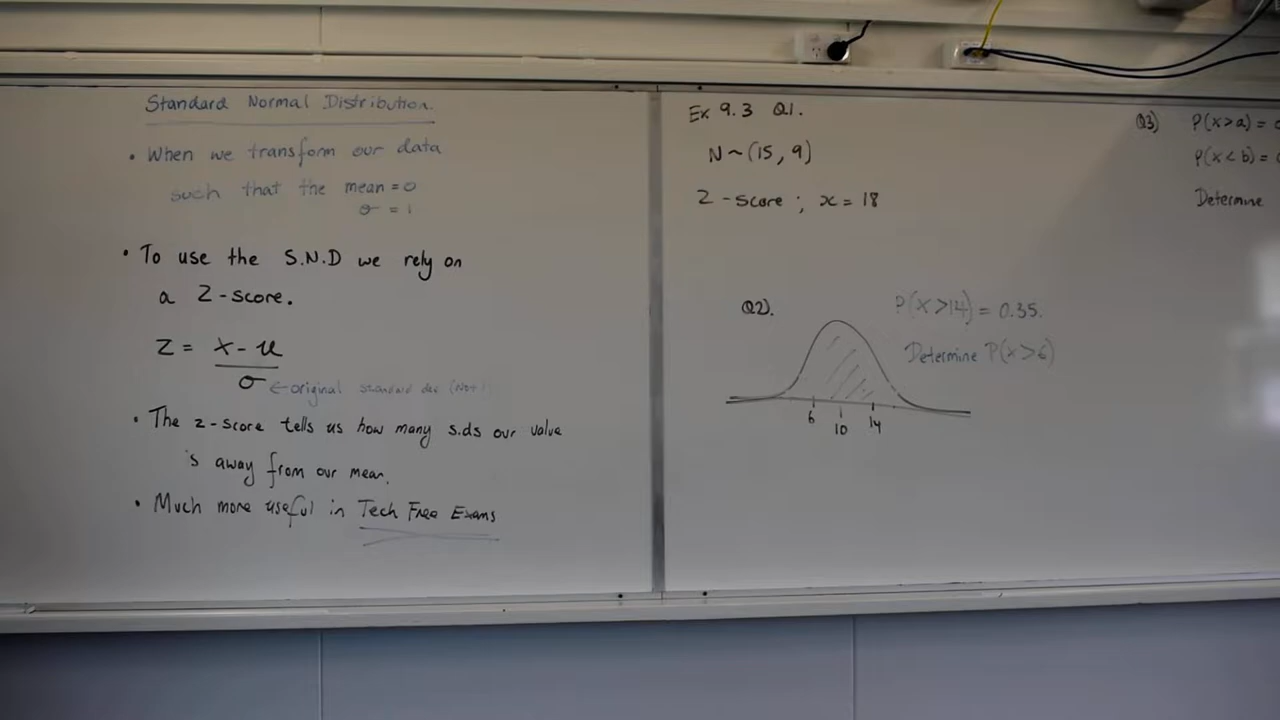 Standard Normal Distribution.
• When we transform our data
such that the mean = 0
σ = 1
• To use the S.N.D we rely on
a Z-score.
Z = x - μ
σ ← original
• The z-score tells us how many s.ds our value
is away from our mean.
• Much more useful in Tech Free Exams
Ex 9.3 Q1.
N ~ (15, 9)
Z - score ; x = 18
Q2).
P(X > 14) = 0.35.
Determine P(X > 6)
6
10
14
Q3) P(x > a) =
P(x < b) =
Determine